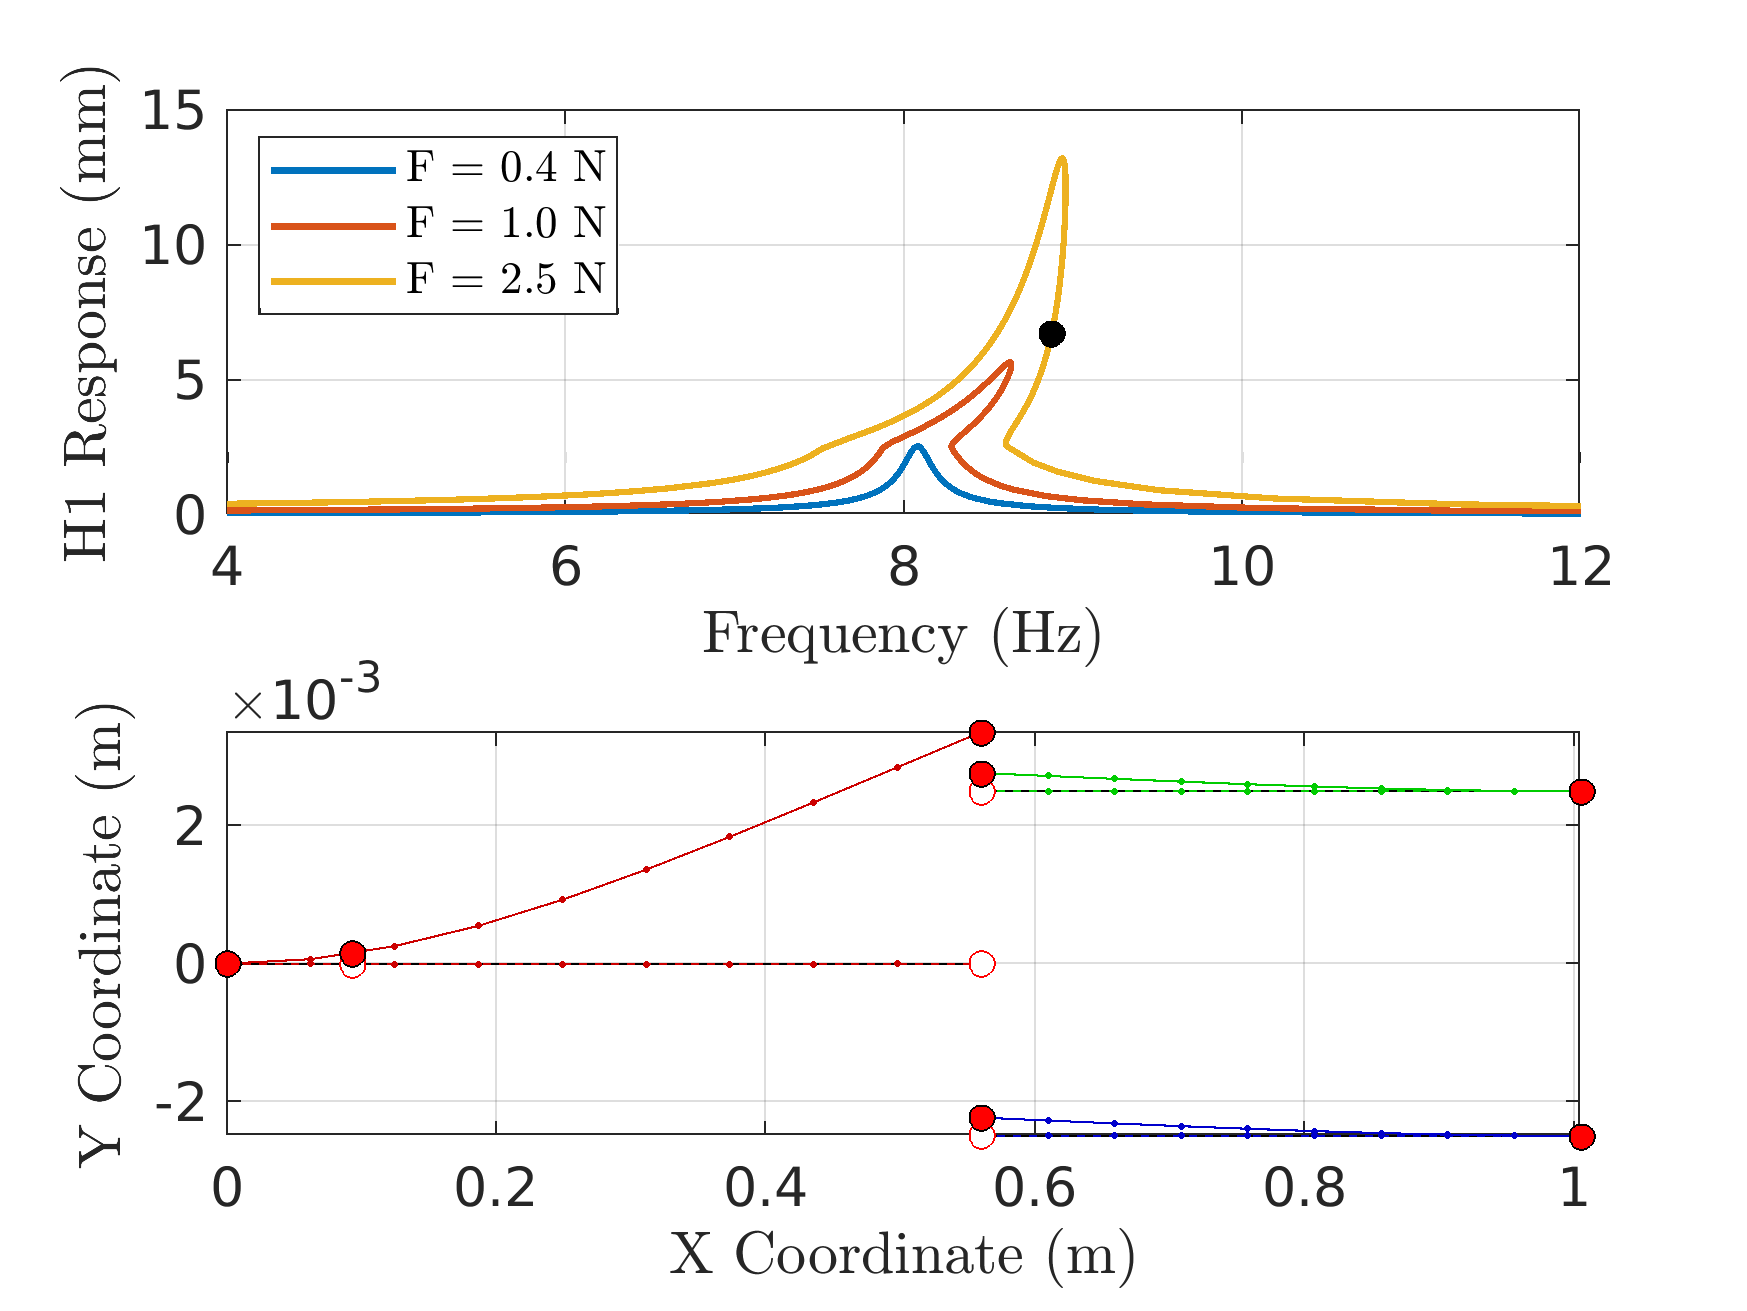 H1 Response (mm)
15
10
5
0
F = 0.4 N
F = 1.0 N
F = 2.5 N
4 6 8 10 12
Frequency (Hz)
×10-3
Y Coordinate (m)
2
0
-2
0 0.2 0.4 0.6 0.8 1
X Coordinate (m)